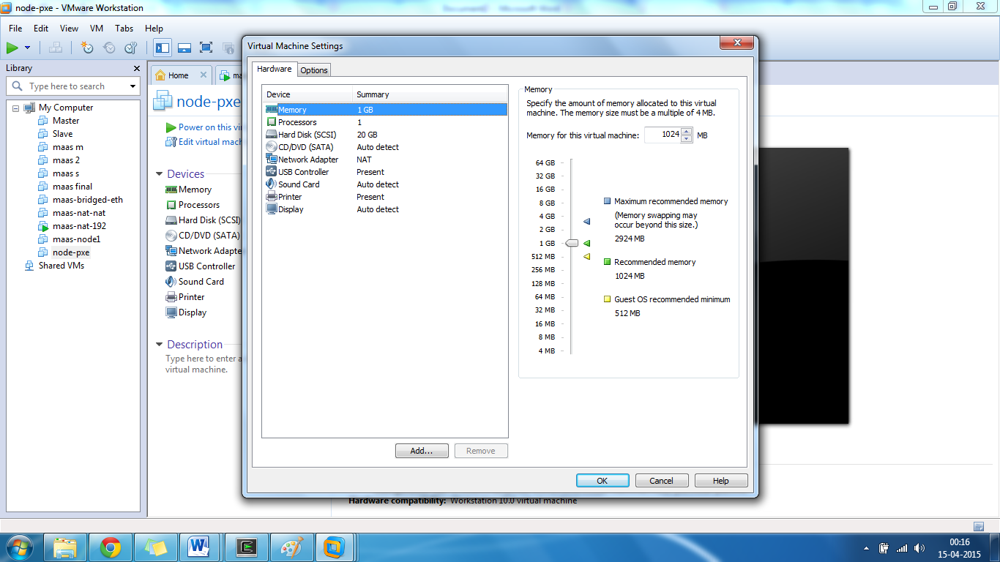 node-pxe - VMware Workstation
File Edit View VM Tabs Help
Library
Type here to search
My Computer
Master
Slave
maas m
maas 2
maas s
maas final
maas-bridged-eth
maas-nat-nat
maas-nat-192
maas-node1
node-pxe
Shared VMs
Home
node-pxe
Power on this
Edit virtual
Devices
Memory
Processors
Hard Disk (SCSI)
CD/DVD (SATA)
Network
USB Controller
Sound Card
Printer
Display
Description
Type here to enter
virtual machine.
Virtual Machine Settings
Hardware Options
Device Summary
Memory 1 GB
Processors 1
Hard Disk (SCSI) 20 GB
CD/DVD (SATA) Auto detect
Network Adapter NAT
USB Controller Present
Sound Card Auto detect
Printer Present
Display Auto detect
Add... Remove
Memory
Specify the amount of memory allocated to this virtual
machine. The memory size must be a multiple of 4 MB.
Memory for this virtual machine: 1024 MB
64 GB
32 GB
16 GB
8 GB
4 GB
2 GB
1 GB
512 MB
256 MB
128 MB
64 MB
32 MB
16 MB
8 MB
4 MB
Maximum recommended memory
(Memory swapping may
occur beyond this size.)
2924 MB
Recommended memory
1024 MB
Guest OS recommended minimum
512 MB
OK Cancel Help
Hardware compatibility: Workstation 10.0 virtual machine
00:16
15-04-2015